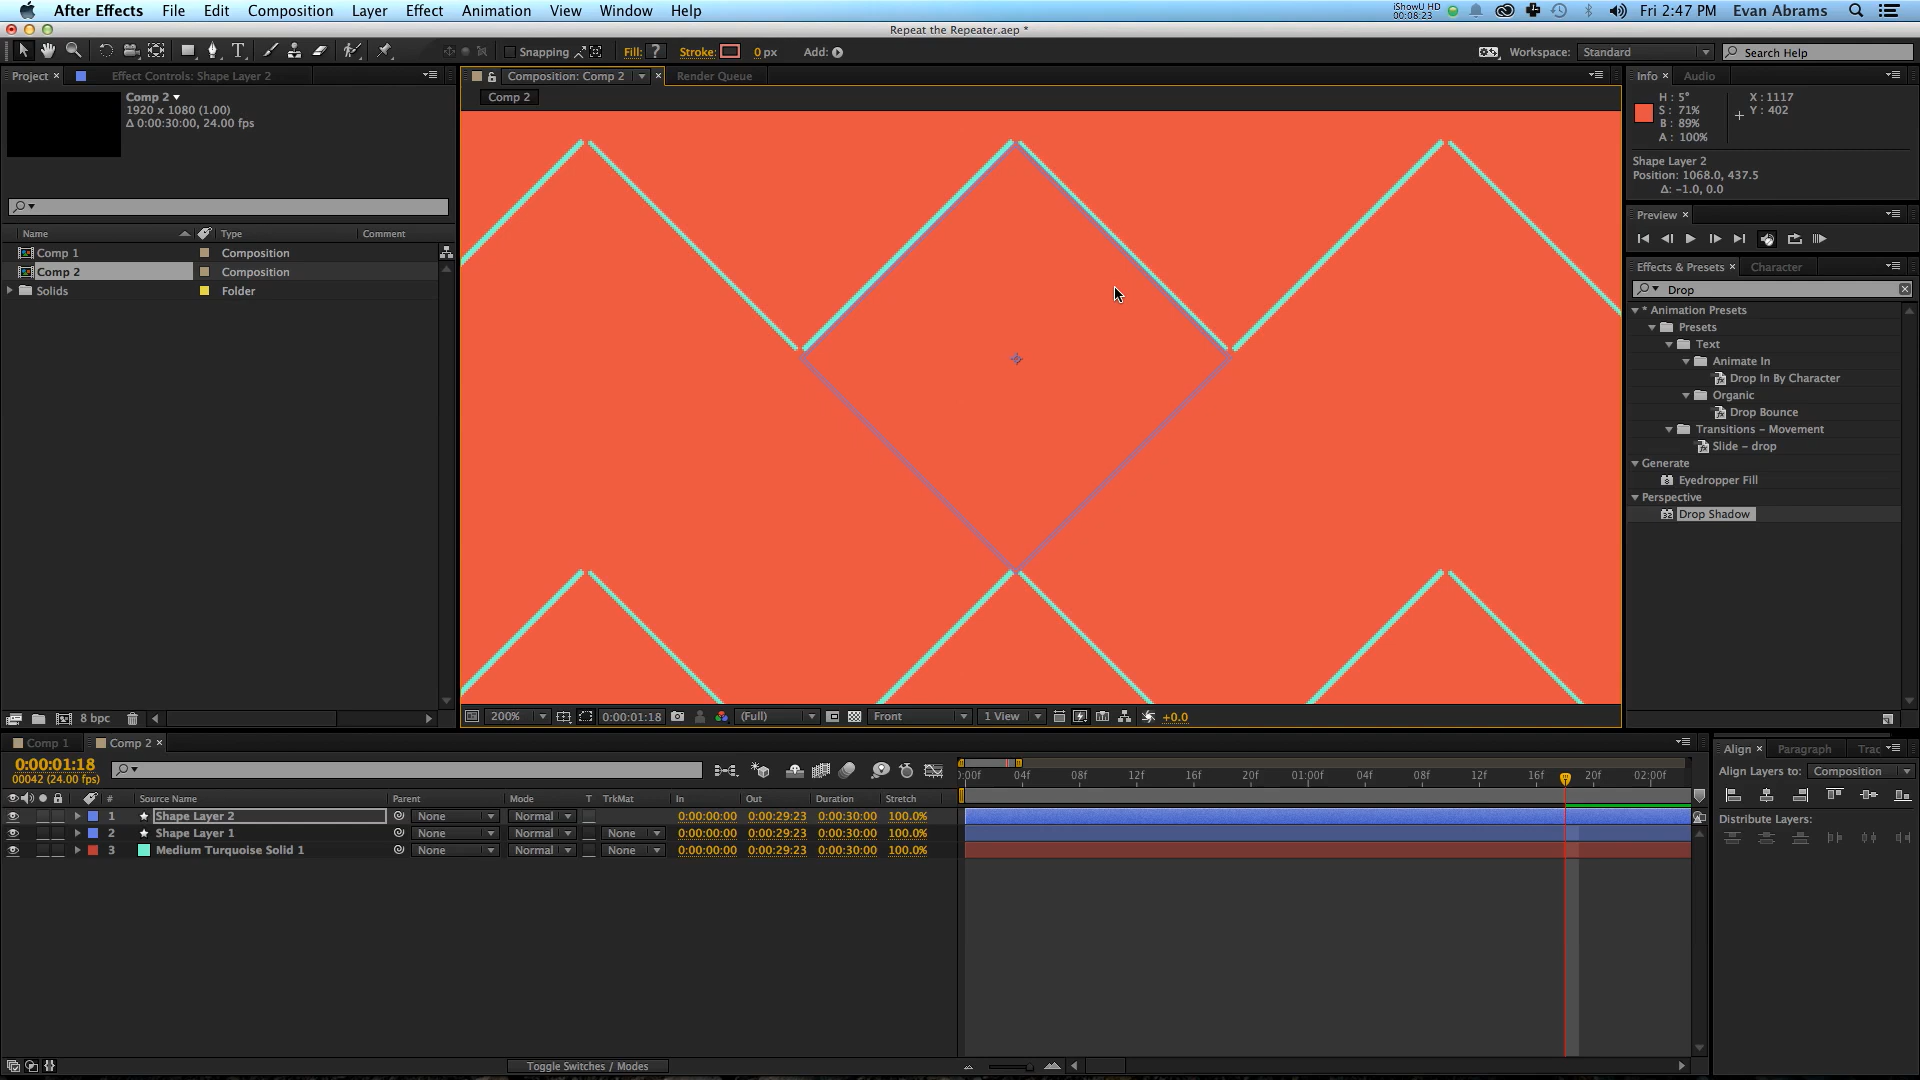 After Effects File Edit Composition Layer Effect Animation View Window Help iShowU HD 00:08:23 Fri 2:47 PM Evan Abrams
Repeat the Repeater.aep *
T Snapping Fill: ? Stroke: 0 px Add: Workspace: Standard Search Help
Project × Effect Controls: Shape Layer 2 Composition: Comp 2 × Render Queue Info × Audio
Comp 2
1920 x 1080 (1.00)
Δ 0:00:30:00, 24.00 fps
Comp 2
H : 5° X : 1117
S : 71% Y : 402
B : 89%
A : 100%
Shape Layer 2
Position: 1068.0, 437.5
Δ: -1.0, 0.0
Name Type Comment
Comp 1 Composition
Comp 2 Composition
Solids Folder
Preview ×
Effects & Presets × Character
Drop
* Animation Presets
Presets
Text
Animate In
Drop In By Character
Organic
Drop Bounce
Transitions – Movement
Slide – drop
Generate
Eyedropper Fill
Perspective
32 Drop Shadow
8 bpc 200% 0:00:01:18 (Full) Front 1 View +0.0
Comp 1 Comp 2 ×
0:00:01:18
00042 (24.00 fps)
# Source Name Parent Mode T TrkMat In Out Duration Stretch
1 Shape Layer 2 None Normal 0:00:00:00 0:00:29:23 0:00:30:00 100.0%
2 Shape Layer 1 None Normal None 0:00:00:00 0:00:29:23 0:00:30:00 100.0%
3 Medium Turquoise Solid 1 None Normal None 0:00:00:00 0:00:29:23 0:00:30:00 100.0%
0:00f 04f 08f 12f 16f 20f 01:00f 04f 08f 12f 16f 20f 02:00f
Align × Paragraph Trac
Align Layers to: Composition
Distribute Layers:
Toggle Switches / Modes